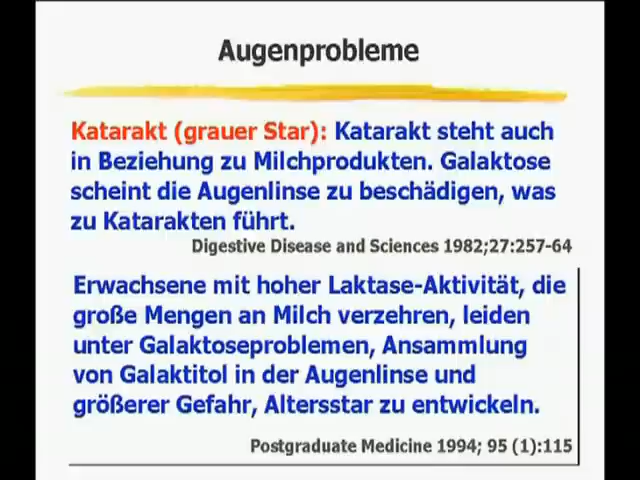 Augenprobleme
Katarakt (grauer Star): Katarakt steht auch
in Beziehung zu Milchprodukten. Galaktose
scheint die Augenlinse zu beschädigen, was
zu Katarakten führt.
Digestive Disease and Sciences 1982;27:257-64
Erwachsene mit hoher Laktase-Aktivität, die
große Mengen an Milch verzehren, leiden
unter Galaktoseproblemen, Ansammlung
von Galaktitol in der Augenlinse und
größerer Gefahr, Altersstar zu entwickeln.
Postgraduate Medicine 1994; 95 (1):115